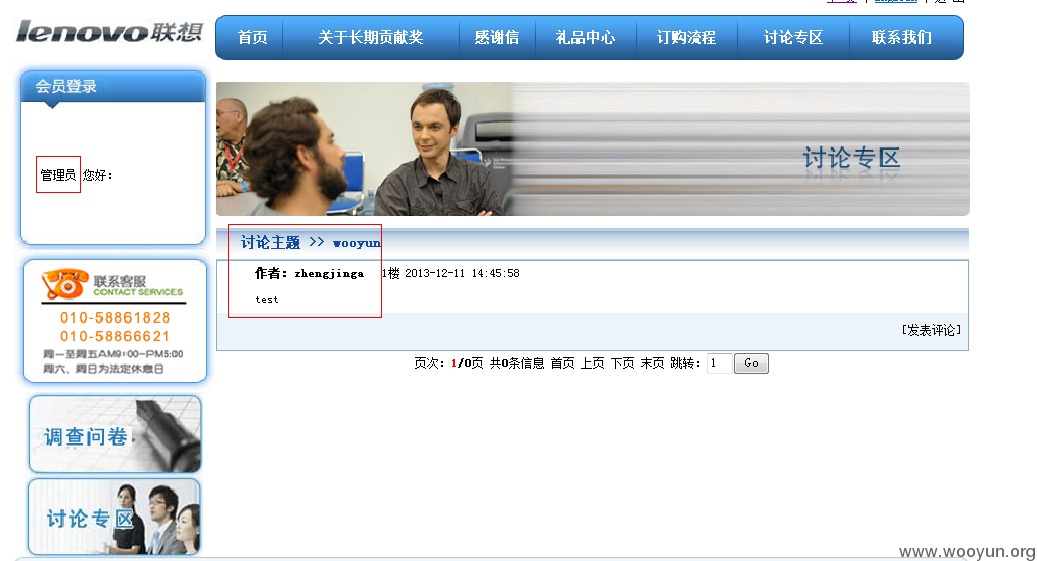 lenovo联想
首页 关于长期贡献奖 感谢信 礼品中心 订购流程 讨论专区 联系我们
会员登录
管理员 您好:
讨论专区
讨论主题 >> wooyun
作者: zhengjinga 1楼 2013-12-11 14:45:58
test
[发表评论]
页次: 1/0页 共0条信息 首页 上页 下页 末页 跳转: 1 Go
联系客服
CONTACT SERVICES
010-58861828
010-58866621
周一至周五AM9:00-PM5:00
周六、周日为法定休息日
调查问卷
讨论专区
www.wooyun.org